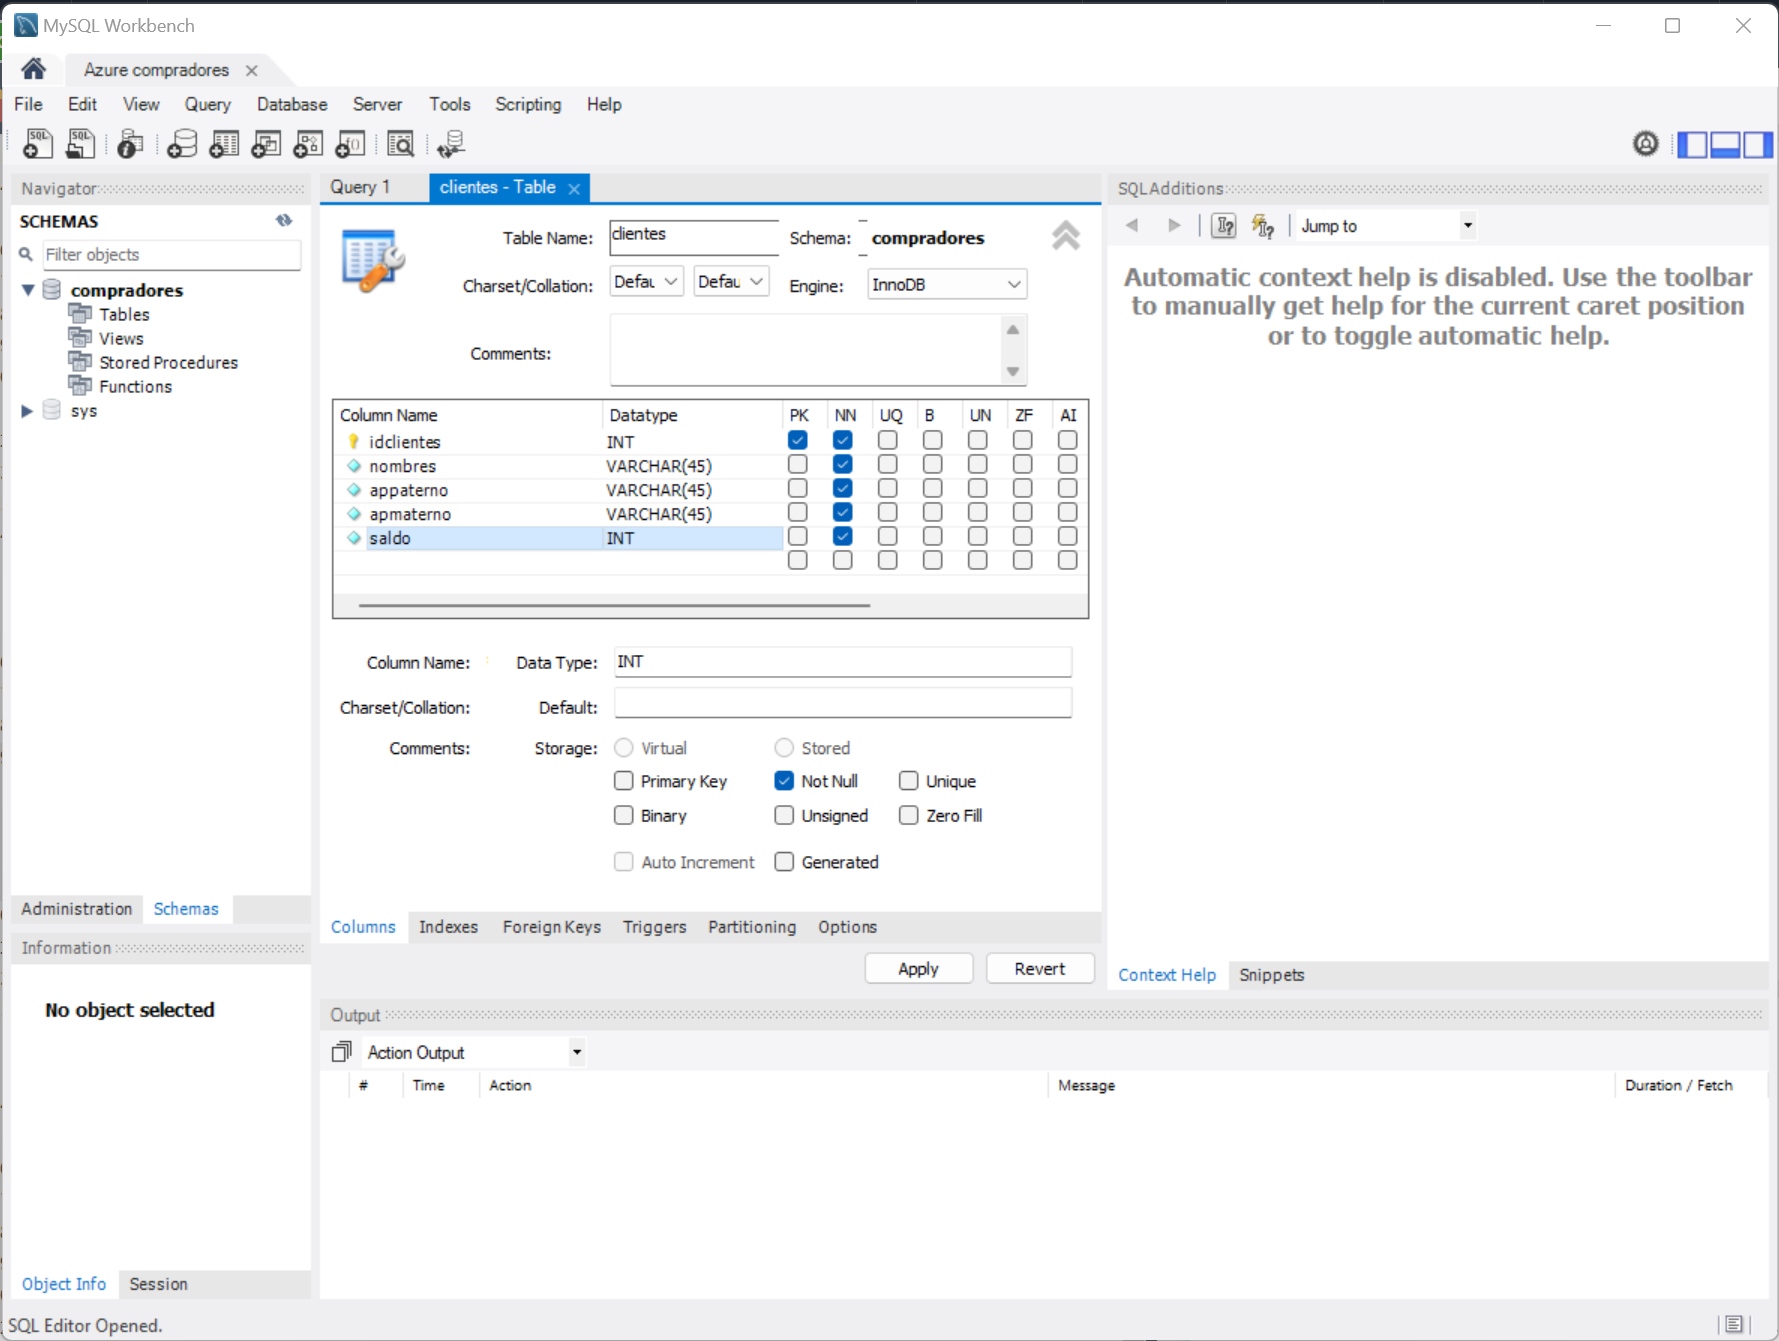 MySQL Workbench
Azure compradores
File Edit View Query Database Server Tools Scripting Help
Navigator
SCHEMAS
Filter objects
compradores
Tables
Views
Stored Procedures
Functions
sys
Administration Schemas
Information
No object selected
Object Info Session
Query 1 clientes - Table
Table Name: clientes Schema: compradores
Charset/Collation: Defau Defau Engine: InnoDB
Comments:
Column Name Datatype PK NN UQ B UN ZF AI
idclientes INT
nombres VARCHAR(45)
appaterno VARCHAR(45)
apmaterno VARCHAR(45)
saldo INT
Column Name: Data Type: INT
Charset/Collation: Default:
Comments: Storage: Virtual Stored
Primary Key Not Null Unique
Binary Unsigned Zero Fill
Auto Increment Generated
Columns Indexes Foreign Keys Triggers Partitioning Options
Apply Revert
SQLAdditions
Jump to
Automatic context help is disabled. Use the toolbar
to manually get help for the current caret position
or to toggle automatic help.
Context Help Snippets
Output
Action Output
# Time Action Message Duration / Fetch
SQL Editor Opened.